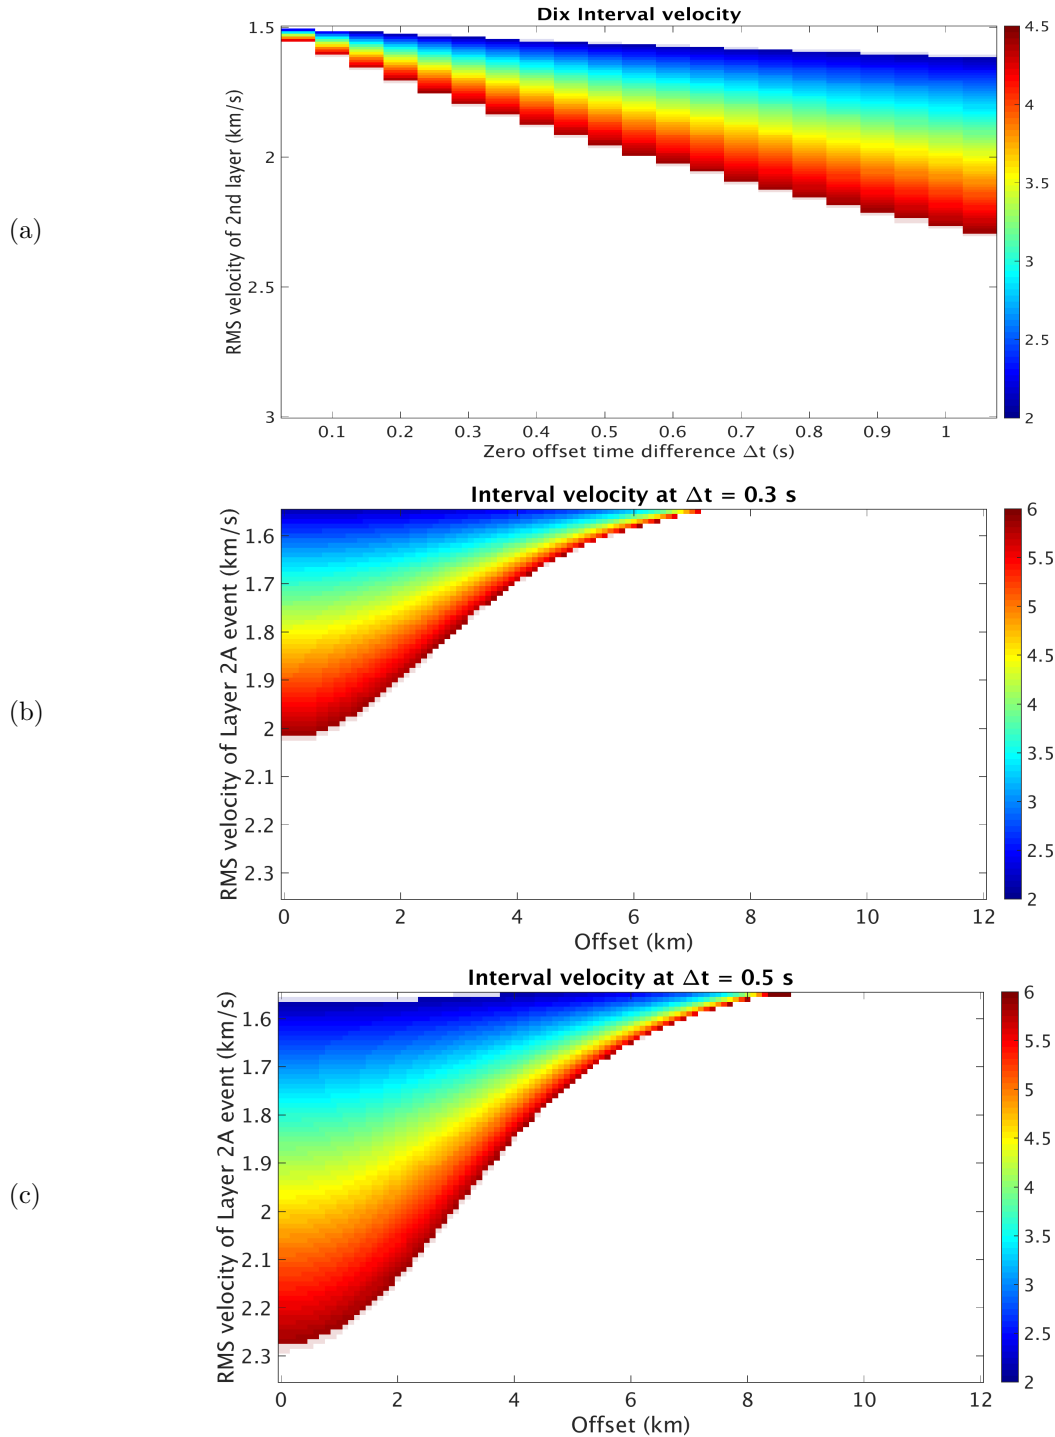 Dix Interval velocity
(a)
RMS velocity of 2nd layer (km/s)
1.5
2
2.5
3
0.1 0.2 0.3 0.4 0.5 0.6 0.7 0.8 0.9 1
Zero offset time difference Δt (s)
4.5
4
3.5
3
2.5
2
Interval velocity at Δt = 0.3 s
(b)
RMS velocity of Layer 2A event (km/s)
1.6
1.7
1.8
1.9
2
2.1
2.2
2.3
0 2 4 6 8 10 12
Offset (km)
6
5.5
5
4.5
4
3.5
3
2.5
2
Interval velocity at Δt = 0.5 s
(c)
RMS velocity of Layer 2A event (km/s)
1.6
1.7
1.8
1.9
2
2.1
2.2
2.3
0 2 4 6 8 10 12
Offset (km)
6
5.5
5
4.5
4
3.5
3
2.5
2